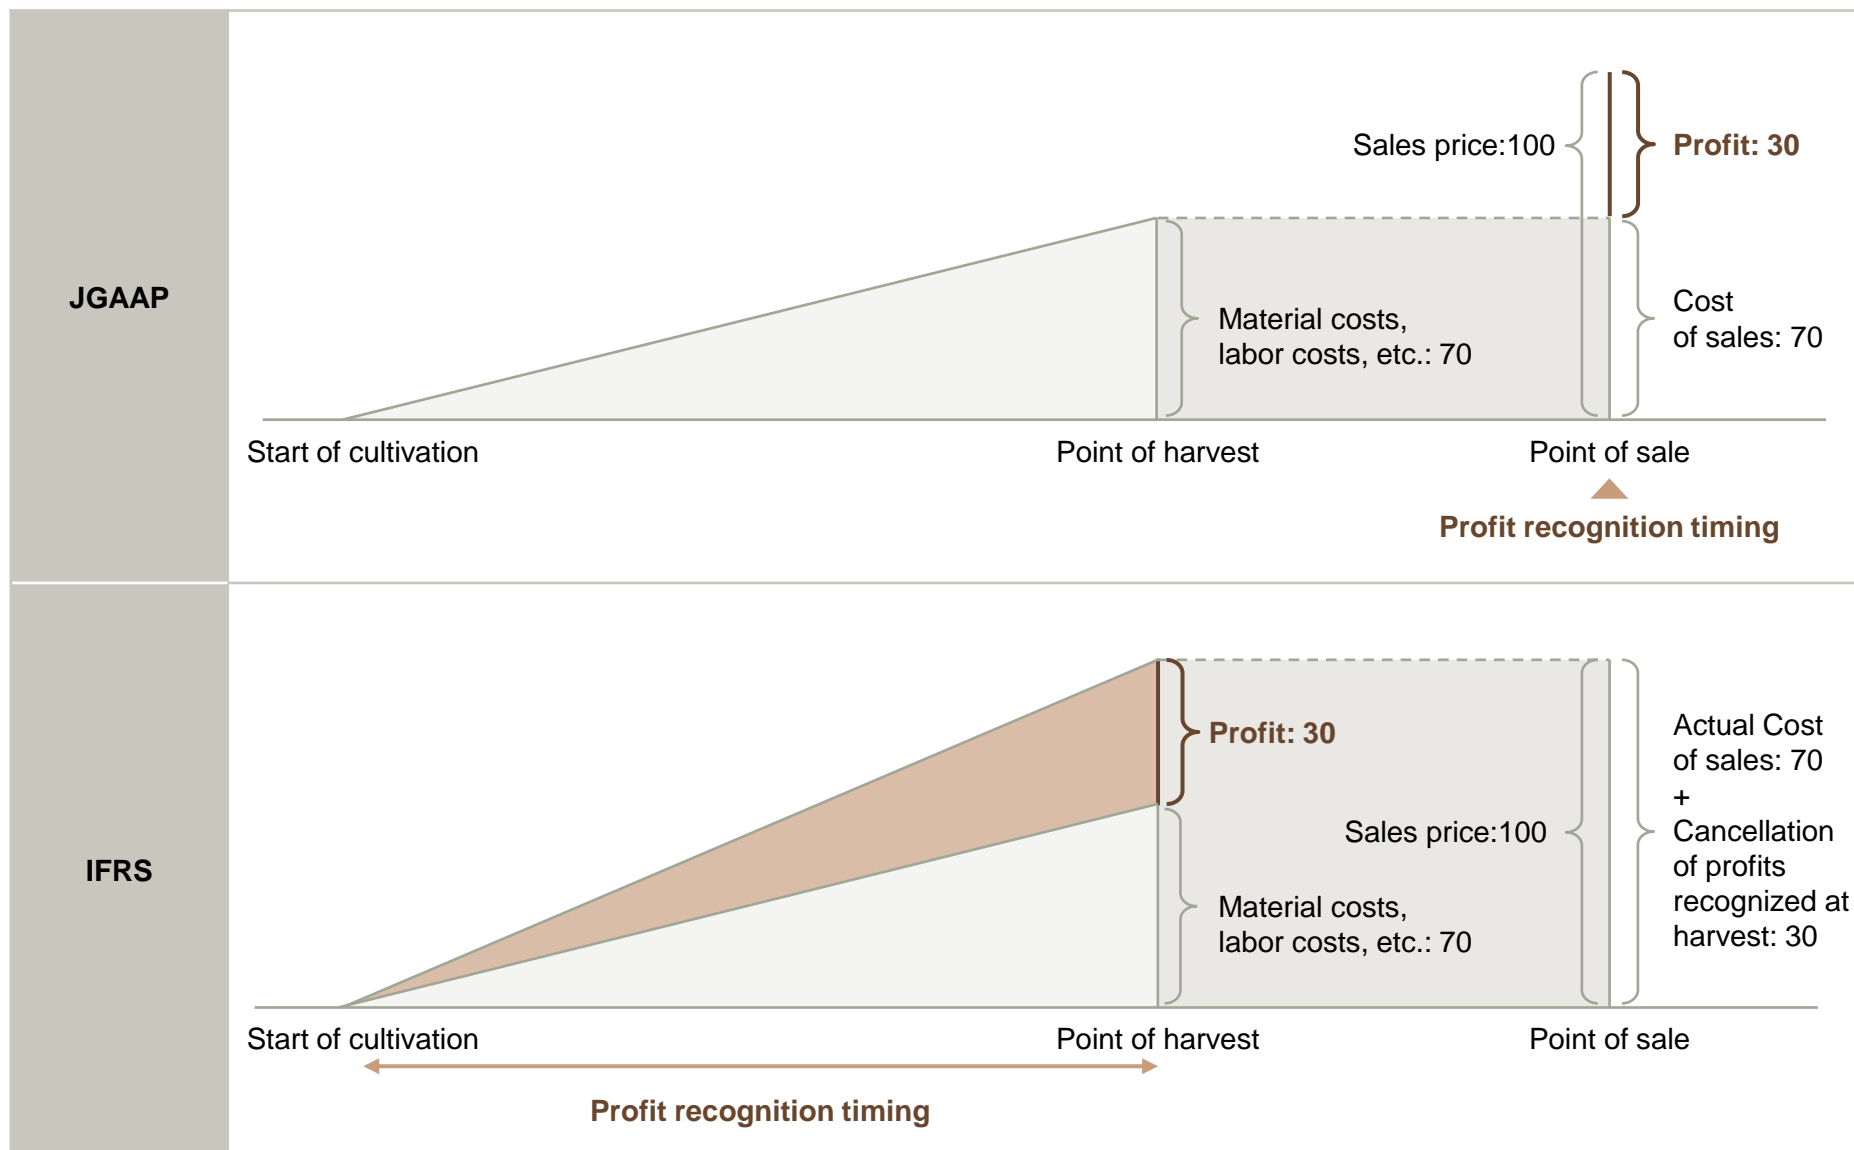 JGAAP
Sales price:100
Profit: 30
Material costs,
labor costs, etc.: 70
Cost
of sales: 70
Start of cultivation
Point of harvest
Point of sale
Profit recognition timing
IFRS
Profit: 30
Sales price:100
Material costs,
labor costs, etc.: 70
Actual Cost
of sales: 70
+
Cancellation
of profits
recognized at
harvest: 30
Start of cultivation
Point of harvest
Point of sale
Profit recognition timing